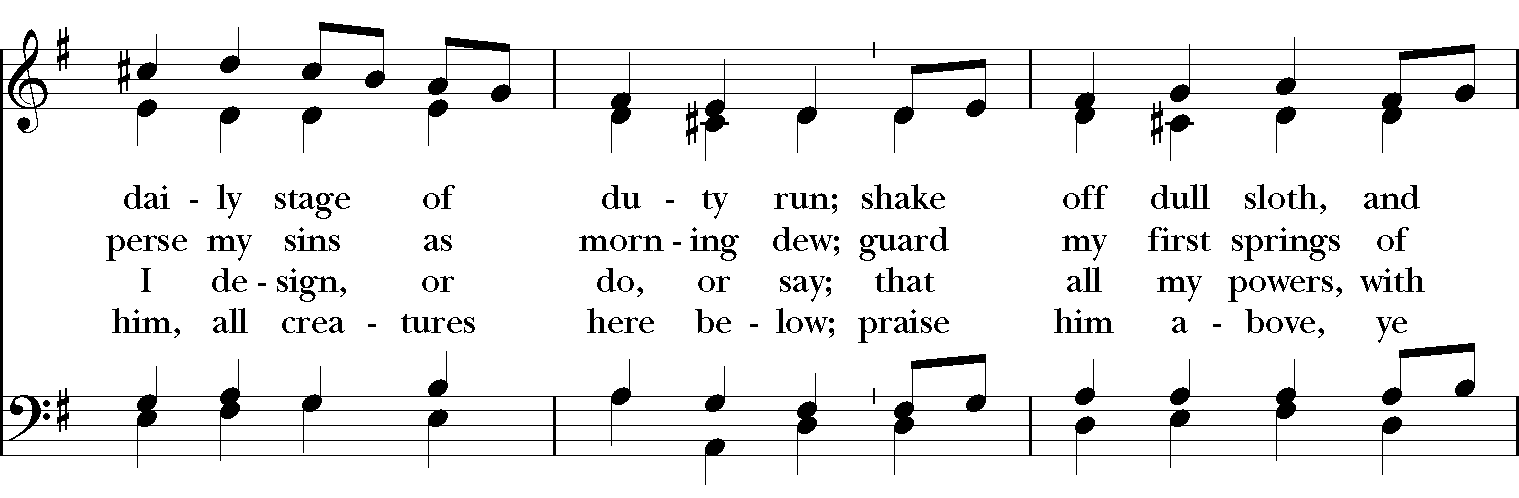 dai - ly stage of du - ty run; shake off dull sloth, and
perse my sins as morn - ing dew; guard my first springs of
I de - sign, or do, or say; that all my powers, with
him, all crea - tures here be - low; praise him a - bove, ye